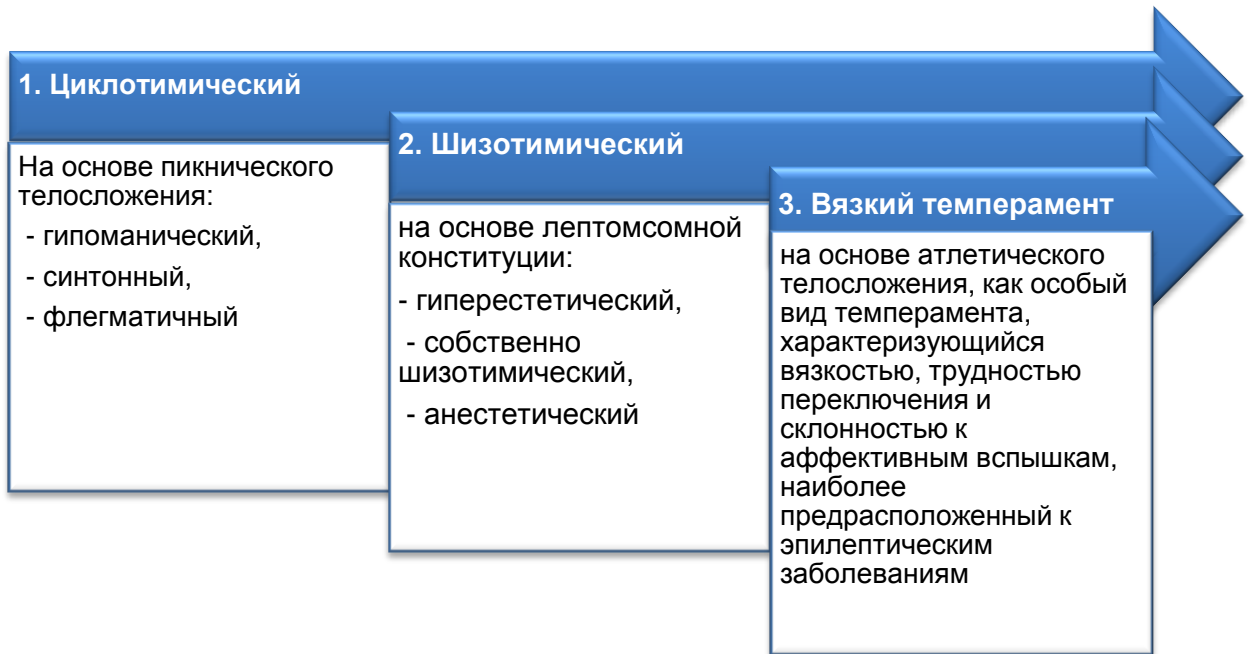 1. Циклотимический
На основе пикнического
телосложения:
- гипоманический,
- синтонный,
- флегматичный
2. Шизотимический
на основе лептомсомной
конституции:
- гиперестетический,
- собственно
шизотимический,
- анестетический
3. Вязкий темперамент
на основе атлетического
телосложения, как особый
вид темперамента,
характеризующийся
вязкостью, трудностью
переключения и
склонностью к
аффективным вспышкам,
наиболее
предрасположенный к
эпилептическим
заболеваниям